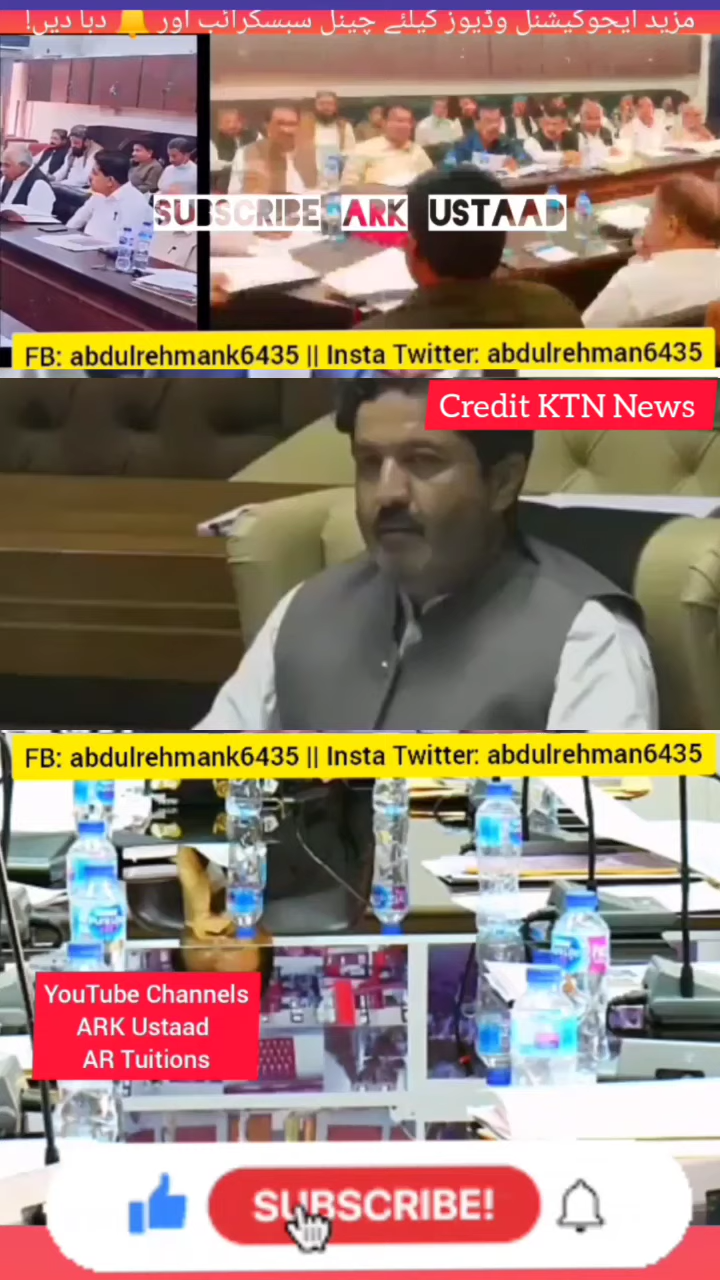 مزید ایجوکیشنل وڈیوز کیلئے چینل سبسکرائب اور 🔔 دبا دیں!
SUBSCRIBE ARK USTAAD
FB: abdulrehmank6435 || Insta Twitter: abdulrehman6435
Credit KTN News
FB: abdulrehmank6435 || Insta Twitter: abdulrehman6435
YouTube Channels
ARK Ustaad
AR Tuitions
SUBSCRIBE!